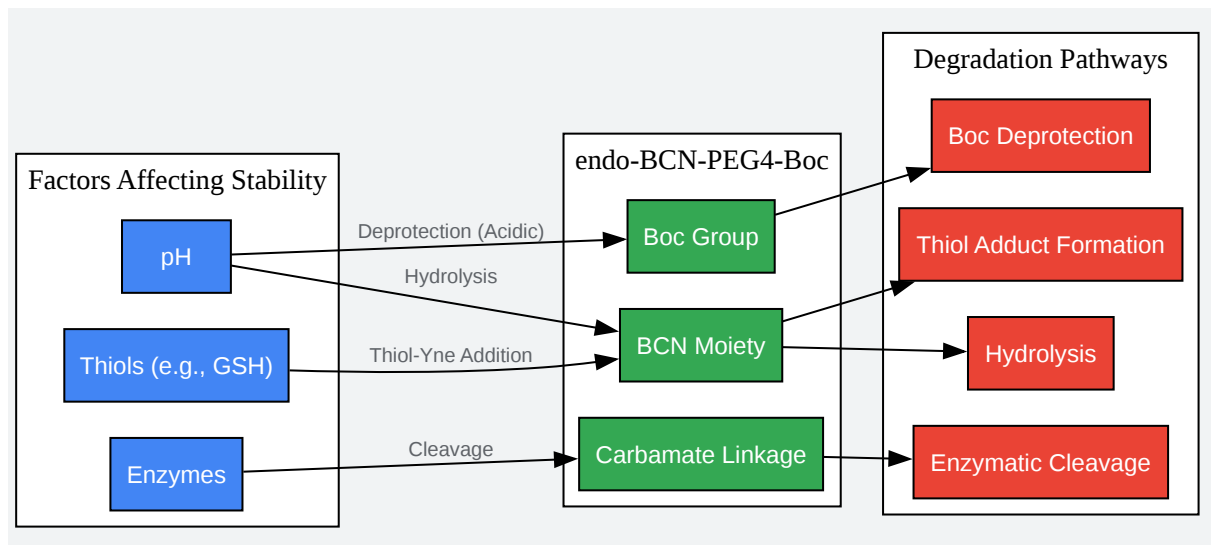 Factors Affecting Stability
pH
Thiols (e.g., GSH)
Enzymes
Deprotection (Acidic)
Hydrolysis
Thiol-Yne Addition
Cleavage
endo-BCN-PEG4-Boc
Boc Group
BCN Moiety
Carbamate Linkage
Degradation Pathways
Boc Deprotection
Thiol Adduct Formation
Hydrolysis
Enzymatic Cleavage